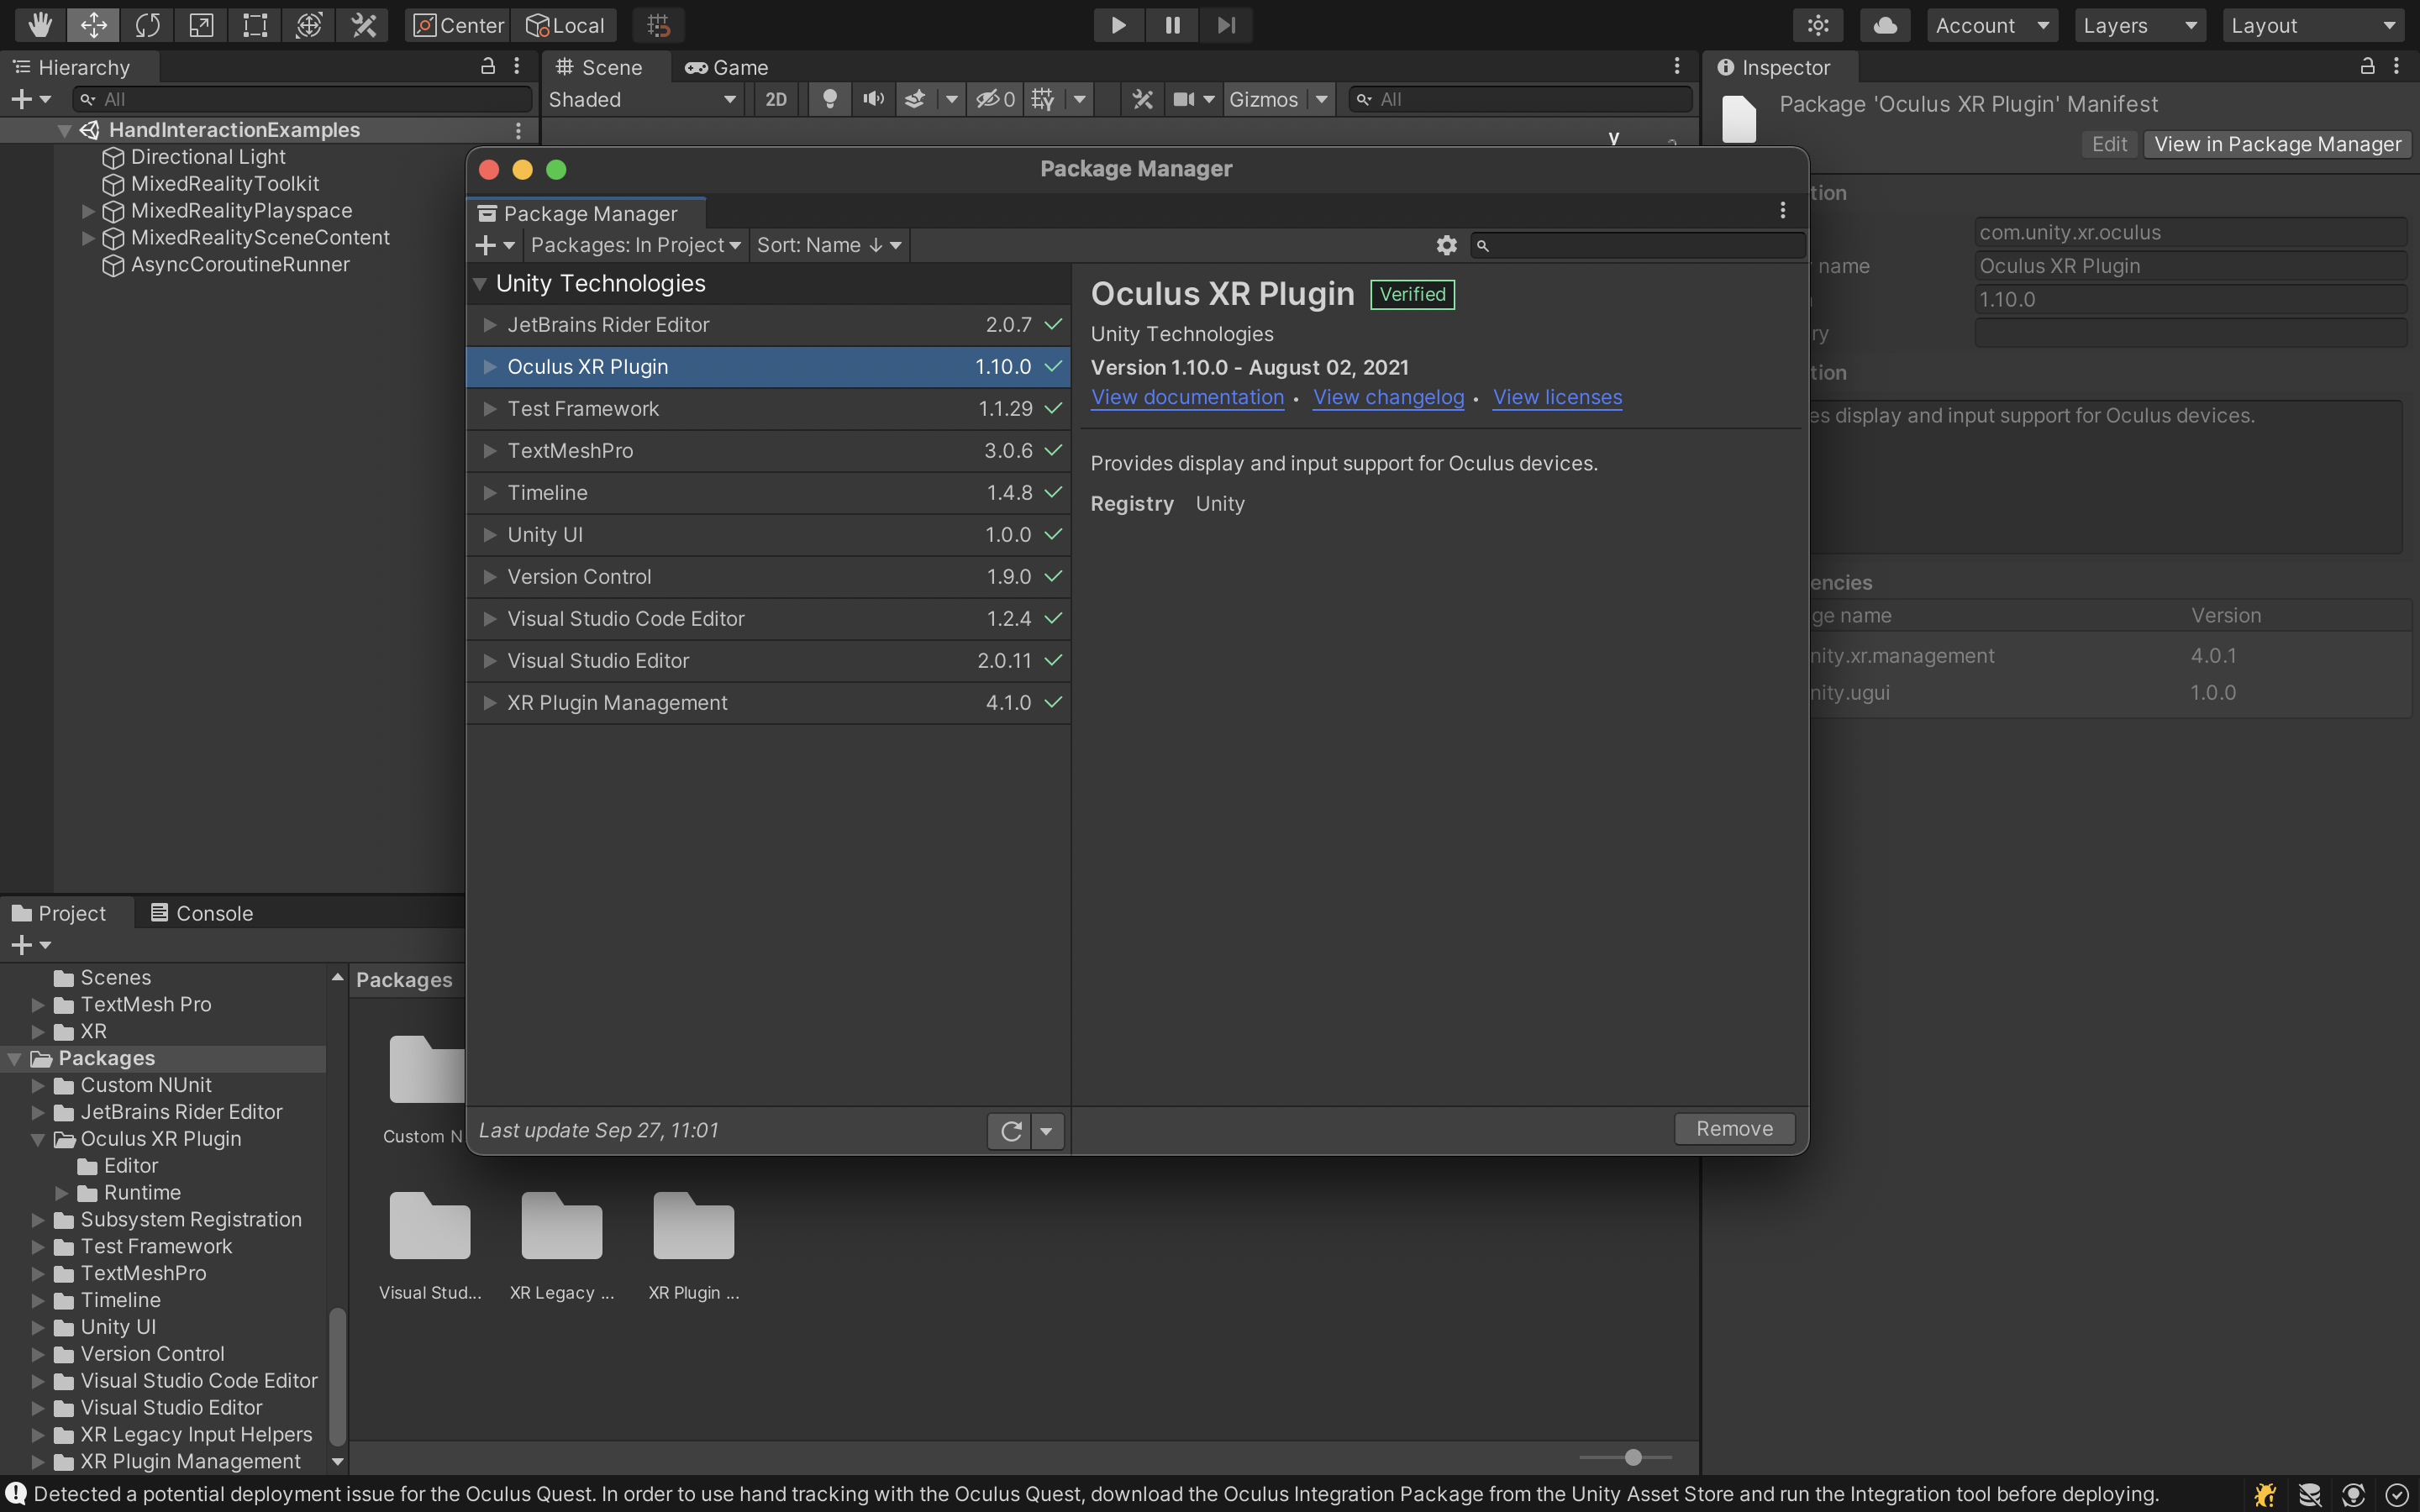 Center
Local
Account
Layers
Layout
Hierarchy
All
HandInteractionExamples
Directional Light
MixedRealityToolkit
MixedRealityPlayspace
MixedRealitySceneContent
AsyncCoroutineRunner
Scene
Game
Shaded
2D
0
Gizmos
All
y
Inspector
Package 'Oculus XR Plugin' Manifest
Edit
View in Package Manager
tion
com.unity.xr.oculus
name
Oculus XR Plugin
1.10.0
ry
tion
es display and input support for Oculus devices.
encies
ge name
Version
nity.xr.management
4.0.1
nity.ugui
1.0.0
Package Manager
Package Manager
Packages: In Project
Sort: Name ↓
Unity Technologies
JetBrains Rider Editor 2.0.7
Oculus XR Plugin 1.10.0
Test Framework 1.1.29
TextMeshPro 3.0.6
Timeline 1.4.8
Unity UI 1.0.0
Version Control 1.9.0
Visual Studio Code Editor 1.2.4
Visual Studio Editor 2.0.11
XR Plugin Management 4.1.0
Last update Sep 27, 11:01
Oculus XR Plugin Verified
Unity Technologies
Version 1.10.0 - August 02, 2021
View documentation • View changelog • View licenses
Provides display and input support for Oculus devices.
Registry Unity
Remove
Project
Console
Scenes
TextMesh Pro
XR
Packages
Custom NUnit
JetBrains Rider Editor
Oculus XR Plugin
Editor
Runtime
Subsystem Registration
Test Framework
TextMeshPro
Timeline
Unity UI
Version Control
Visual Studio Code Editor
Visual Studio Editor
XR Legacy Input Helpers
XR Plugin Management
Packages
Custom N
Visual Stud...
XR Legacy ...
XR Plugin ...
Detected a potential deployment issue for the Oculus Quest. In order to use hand tracking with the Oculus Quest, download the Oculus Integration Package from the Unity Asset Store and run the Integration tool before deploying.